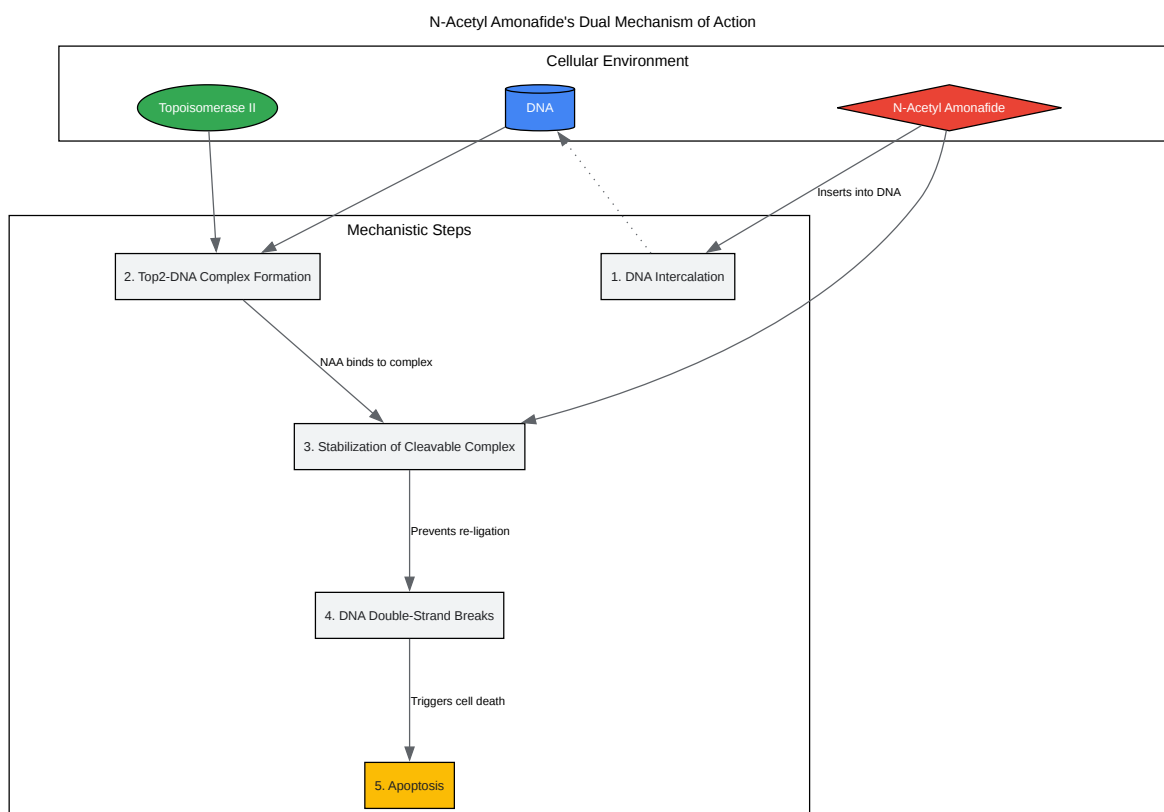 N-Acetyl Amonafide's Dual Mechanism of Action
Cellular Environment
Topoisomerase II
DNA
N-Acetyl Amonafide
Inserts into DNA
Mechanistic Steps
2. Top2-DNA Complex Formation
1. DNA Intercalation
NAA binds to complex
3. Stabilization of Cleavable Complex
Prevents re-ligation
4. DNA Double-Strand Breaks
Triggers cell death
5. Apoptosis